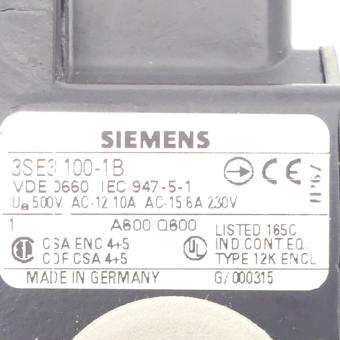 SIEMENS
3SE3 100-1B
CE
IP67
VDE 0660 IEC 947-5-1
Ue 500V AC-12 10A AC-15 6A 230V
1 A600 Q600
LISTED 165C
CSA ENC 4+5
IND.CONT.EQ.
CDF CSA 4+5
TYPE 12K ENCL
MADE IN GERMANY G/000315